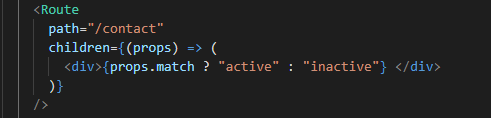 <Route
path="/contact"
children={(props) => (
<div>{props.match ? "active" : "inactive"} </div>
)}
/>